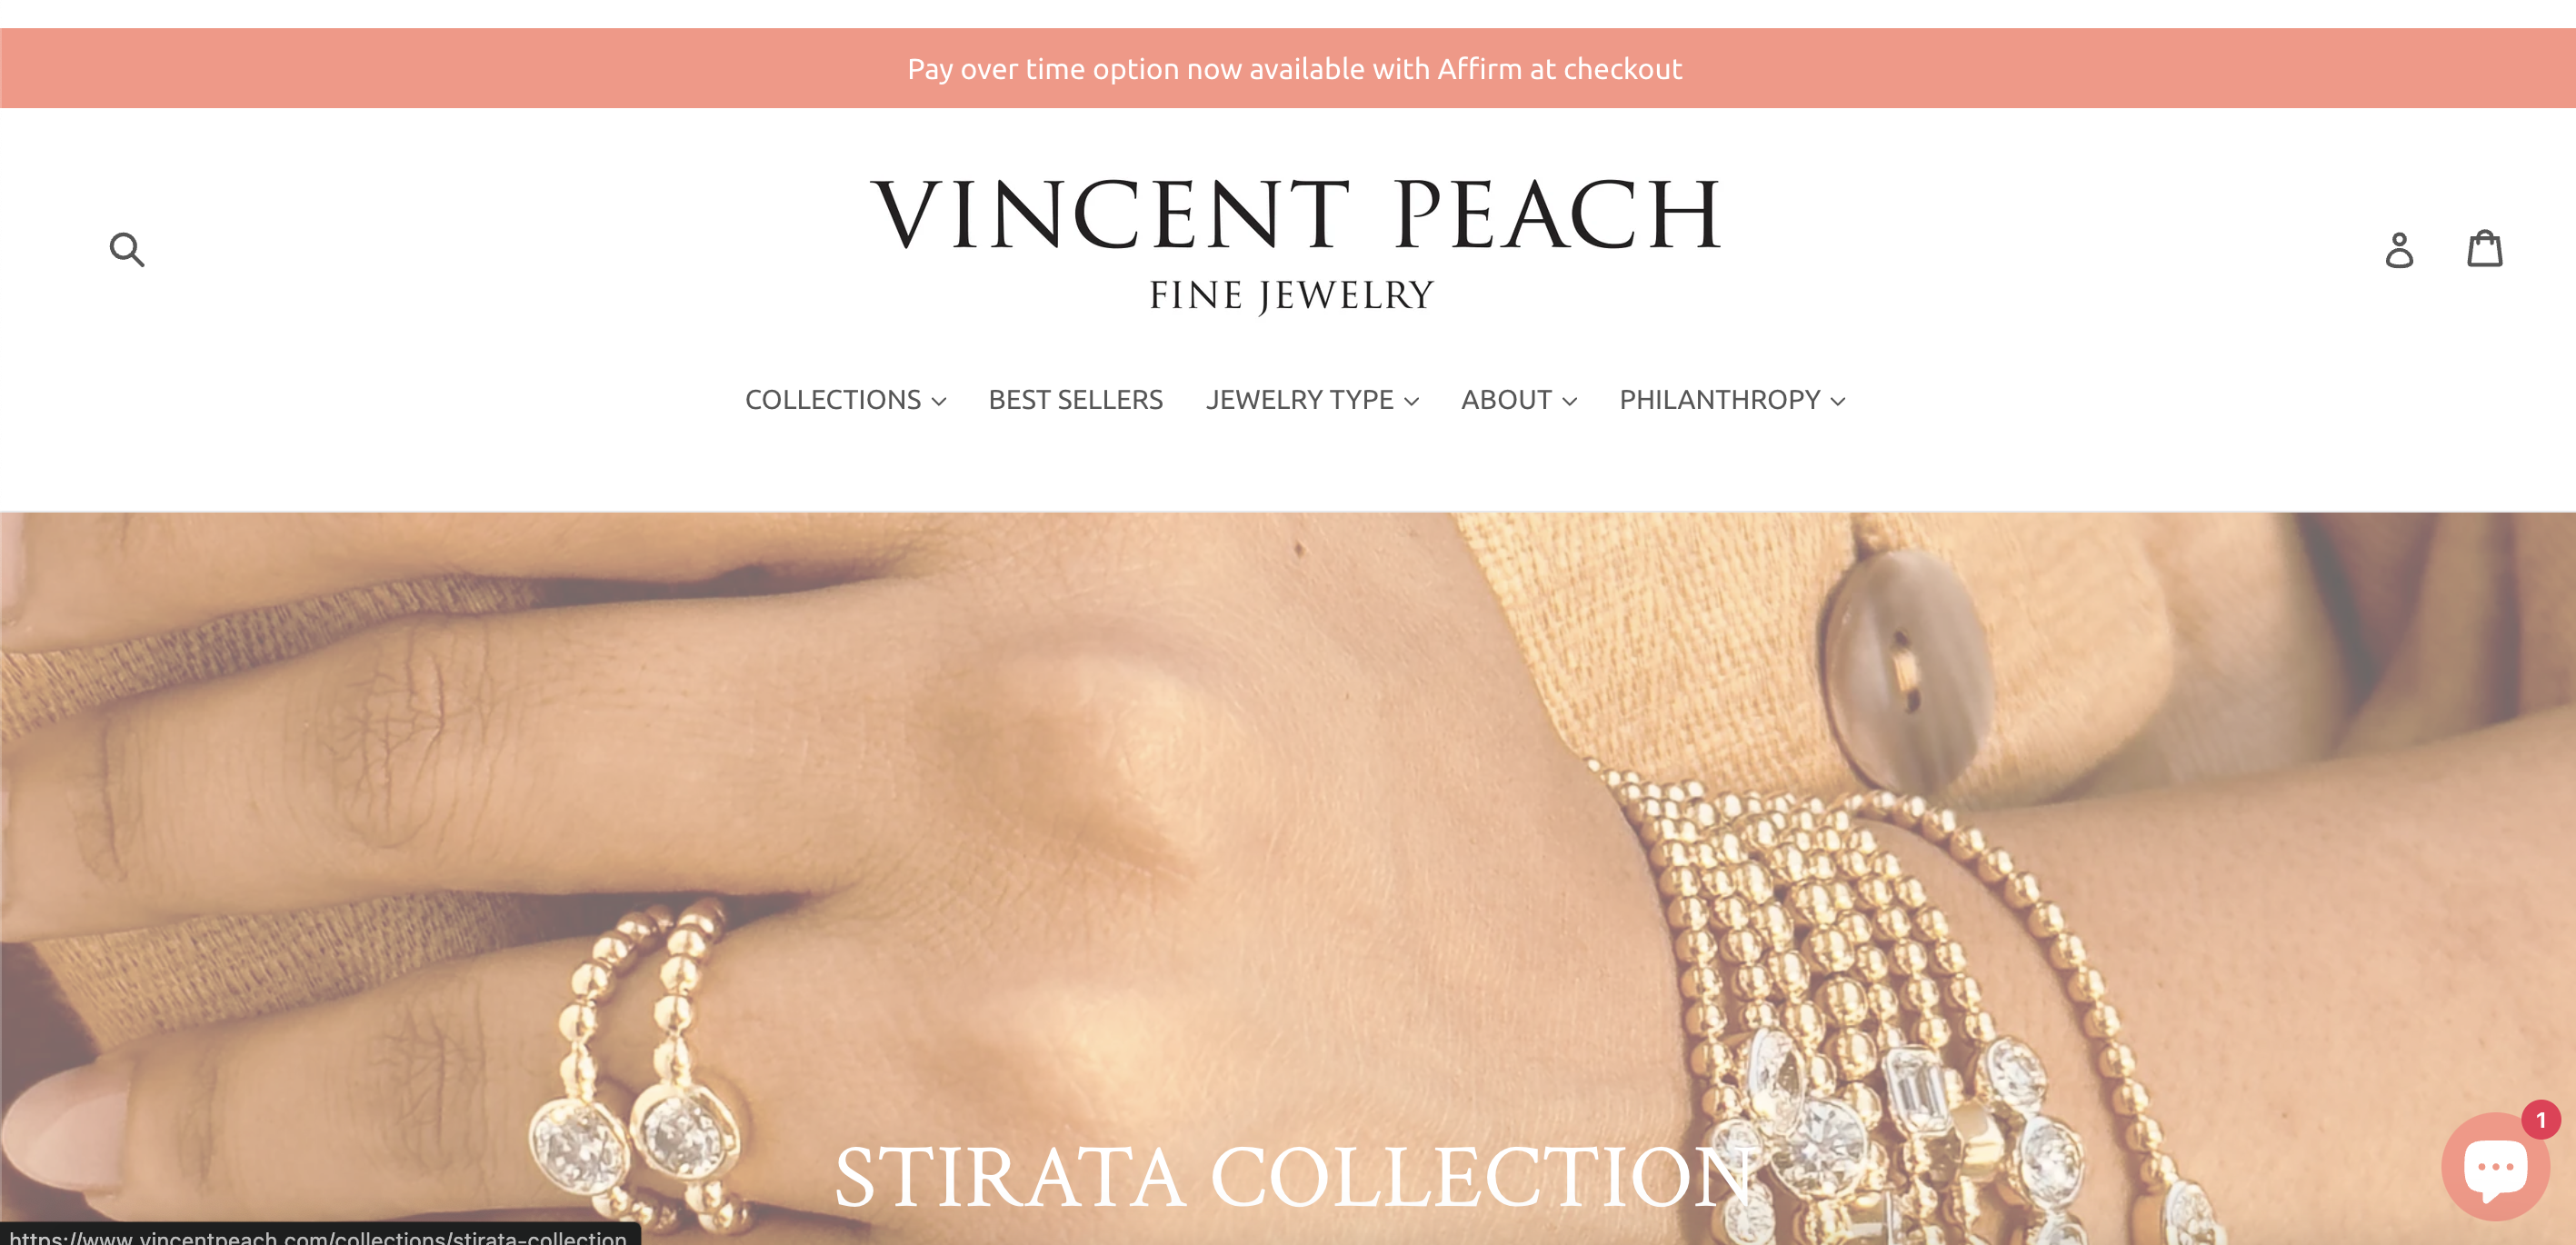 Pay over time option now available with Affirm at checkout
VINCENT PEACH
FINE JEWELRY
COLLECTIONS BEST SELLERS JEWELRY TYPE ABOUT PHILANTHROPY
STIRATA COLLECTION
1
https://www.vincentpeach.com/collections/stirata-collection